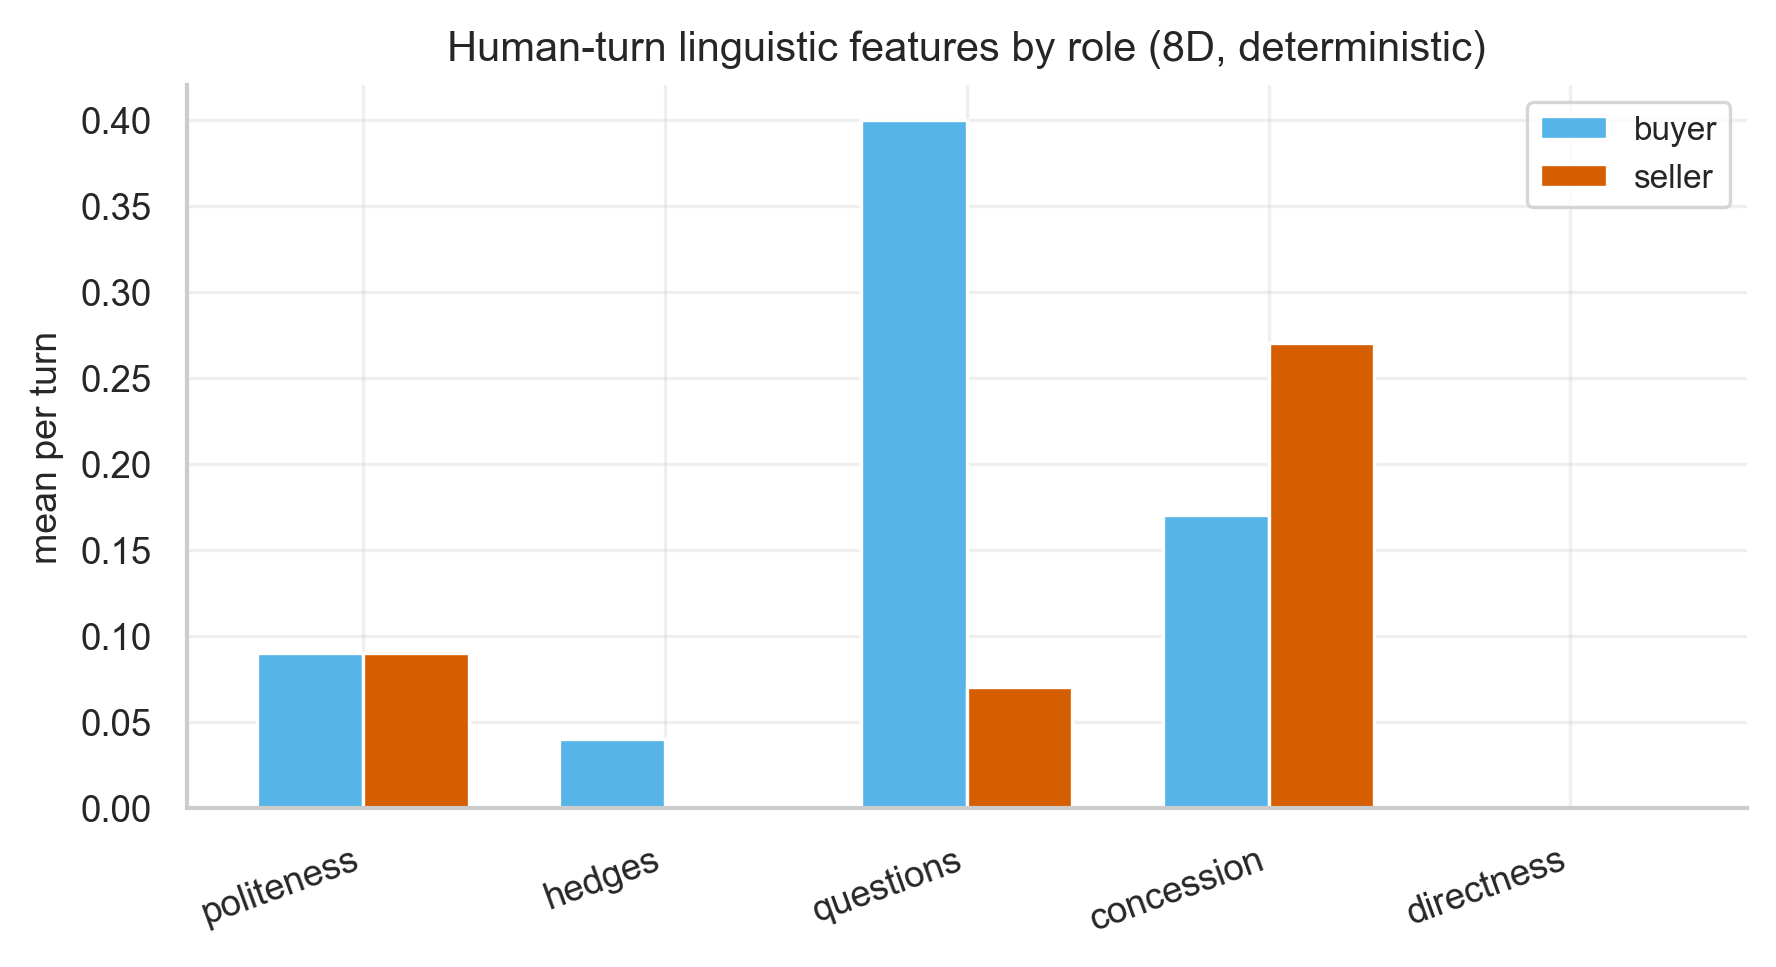 Human-turn linguistic features by role (8D, deterministic)
buyer
seller
mean per turn
0.40
0.35
0.30
0.25
0.20
0.15
0.10
0.05
0.00
politeness
hedges
questions
concession
directness